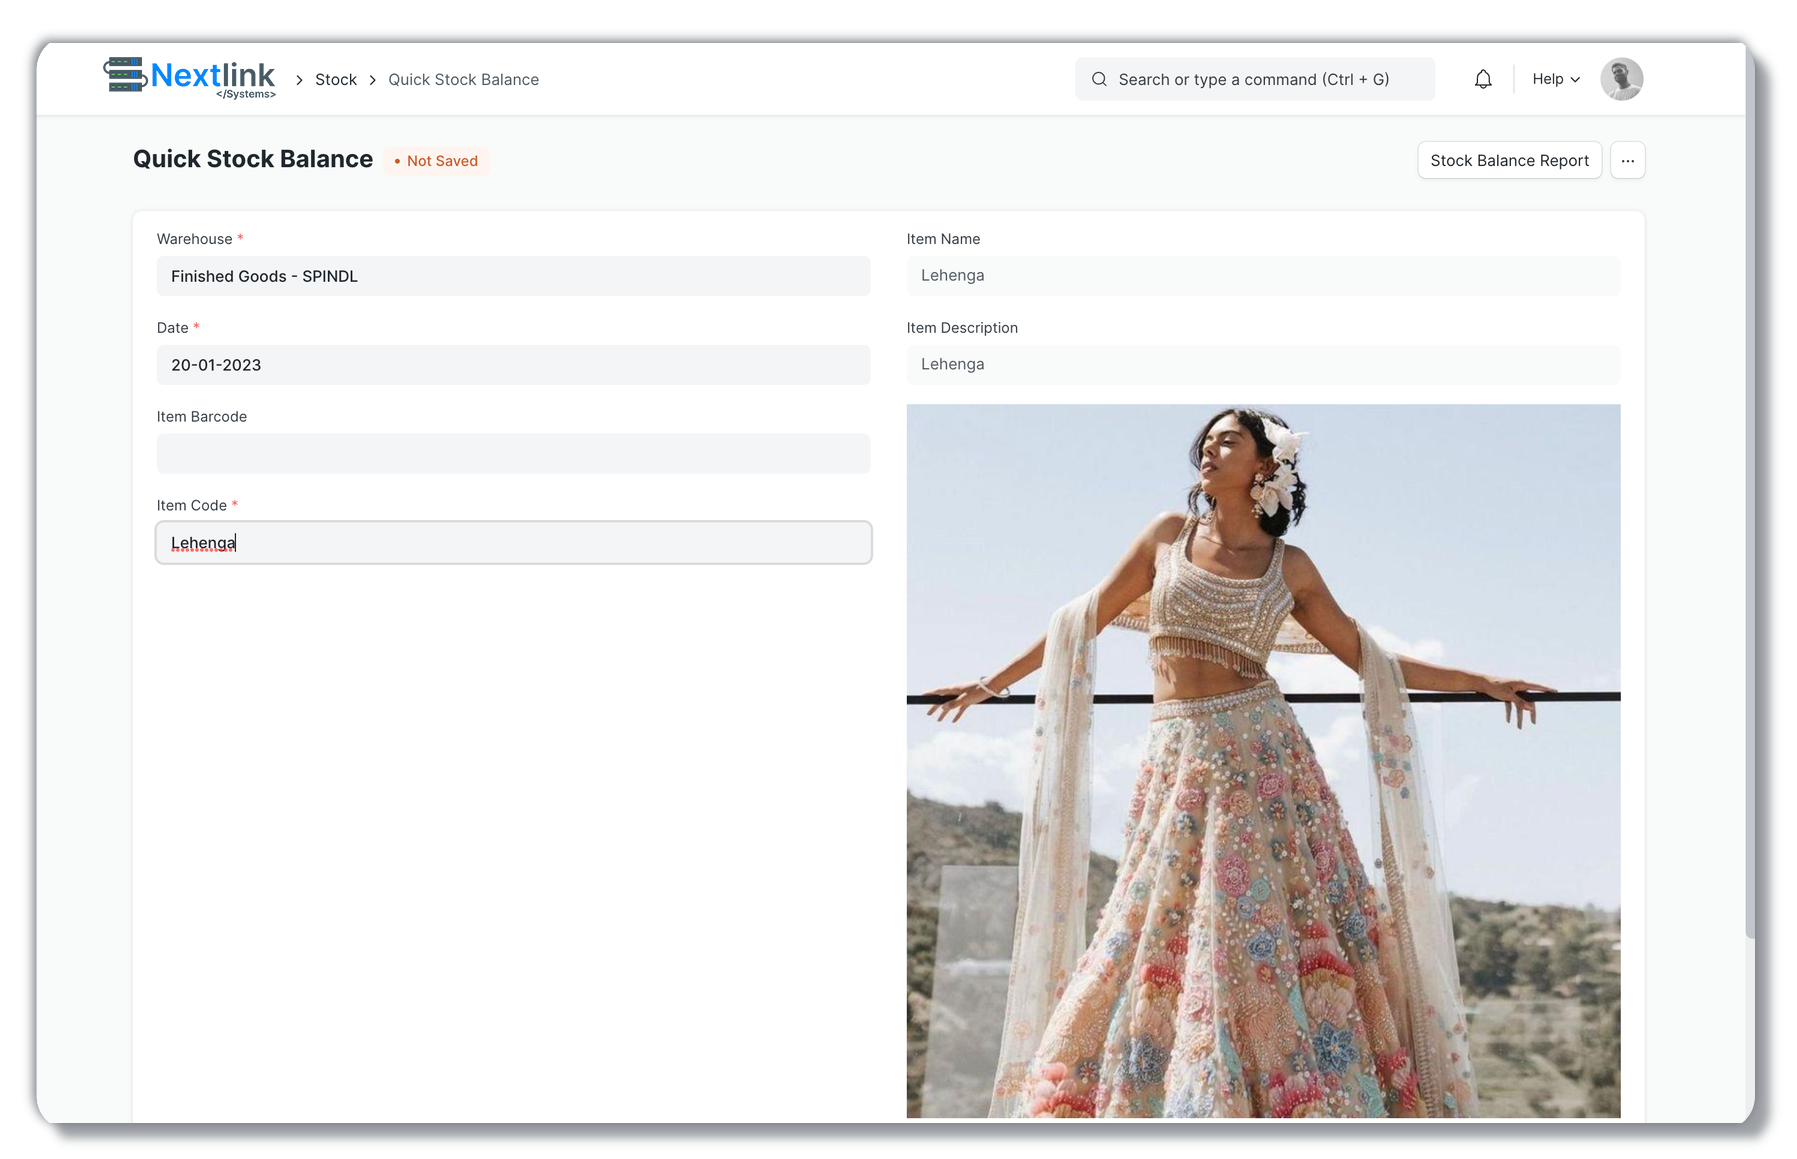 Nextlink
</Systems>
Stock
Quick Stock Balance
Search or type a command (Ctrl + G)
Help
Quick Stock Balance
• Not Saved
Stock Balance Report
...
Warehouse *
Finished Goods - SPINDL
Date *
20-01-2023
Item Barcode
Item Code *
Lehenga
Item Name
Lehenga
Item Description
Lehenga